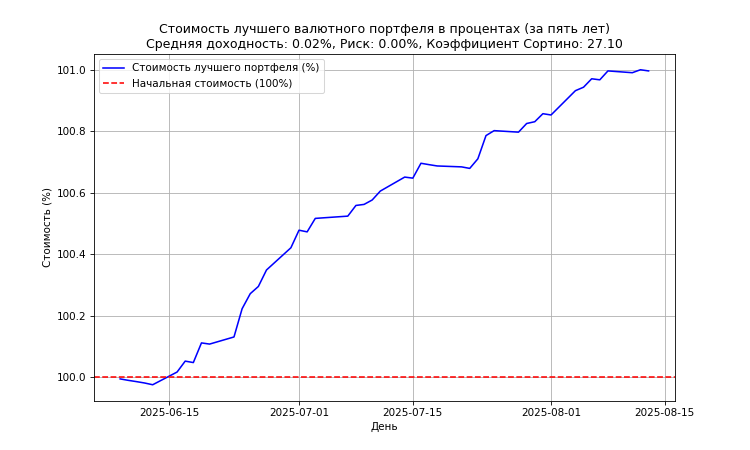 Стоимость лучшего валютного портфеля в процентах (за пять лет)
Средняя доходность: 0.02%, Риск: 0.00%, Коэффициент Сортино: 27.10
Стоимость лучшего портфеля (%)
Начальная стоимость (100%)
Стоимость (%)
101.0
100.8
100.6
100.4
100.2
100.0
2025-06-15
2025-07-01
2025-07-15
2025-08-01
2025-08-15
День